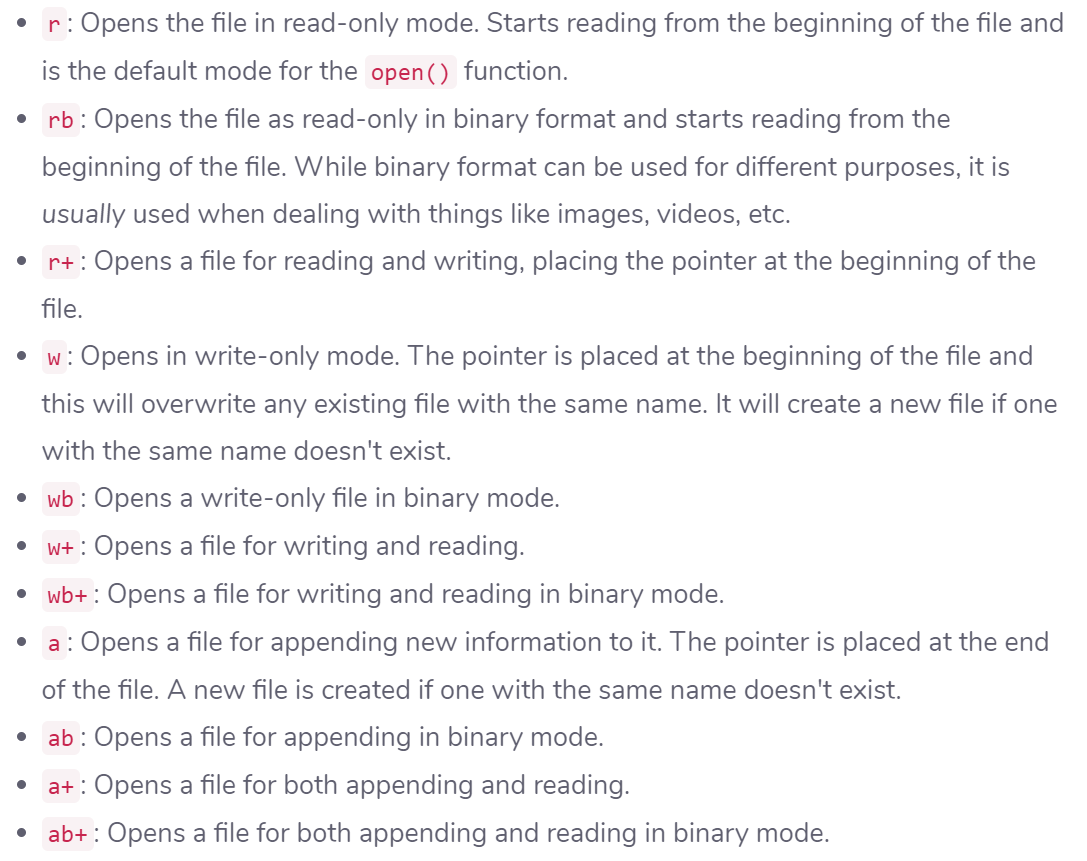 • r: Opens the file in read-only mode. Starts reading from the beginning of the file and
is the default mode for the open() function.
• rb: Opens the file as read-only in binary format and starts reading from the
beginning of the file. While binary format can be used for different purposes, it is
usually used when dealing with things like images, videos, etc.
• r+: Opens a file for reading and writing, placing the pointer at the beginning of the
file.
• w: Opens in write-only mode. The pointer is placed at the beginning of the file and
this will overwrite any existing file with the same name. It will create a new file if one
with the same name doesn't exist.
• wb: Opens a write-only file in binary mode.
• w+: Opens a file for writing and reading.
• wb+: Opens a file for writing and reading in binary mode.
• a: Opens a file for appending new information to it. The pointer is placed at the end
of the file. A new file is created if one with the same name doesn't exist.
• ab: Opens a file for appending in binary mode.
• a+: Opens a file for both appending and reading.
• ab+: Opens a file for both appending and reading in binary mode.